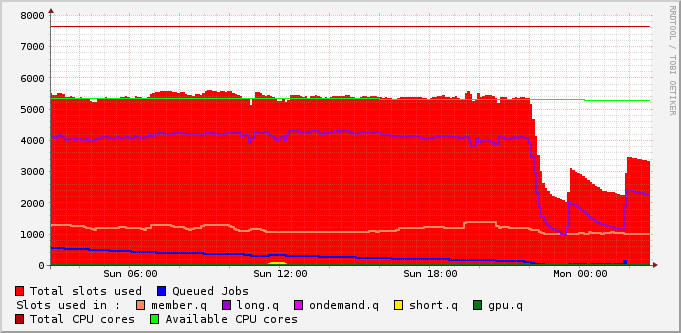 RRDTOOL / TOBI OETIKER
8000
7000
6000
5000
4000
3000
2000
1000
0
Sun 06:00 Sun 12:00 Sun 18:00 Mon 00:00
Total slots used Queued Jobs
Slots used in : member.q long.q ondemand.q short.q gpu.q
Total CPU cores Available CPU cores